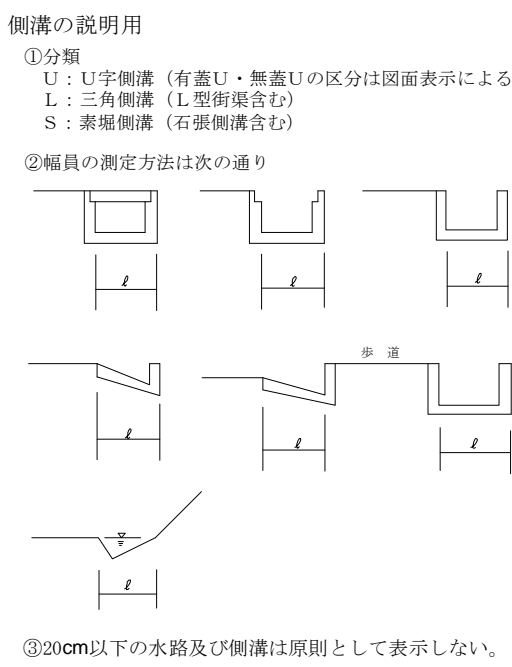 側溝の説明用
①分類
Ｕ：Ｕ字側溝（有蓋Ｕ・無蓋Ｕの区分は図面表示による
Ｌ：三角側溝（Ｌ型街渠含む）
Ｓ：素堀側溝（石張側溝含む）
②幅員の測定方法は次の通り
ℓ ℓ ℓ
歩 道
ℓ ℓ ℓ
ℓ
③20cm以下の水路及び側溝は原則として表示しない。